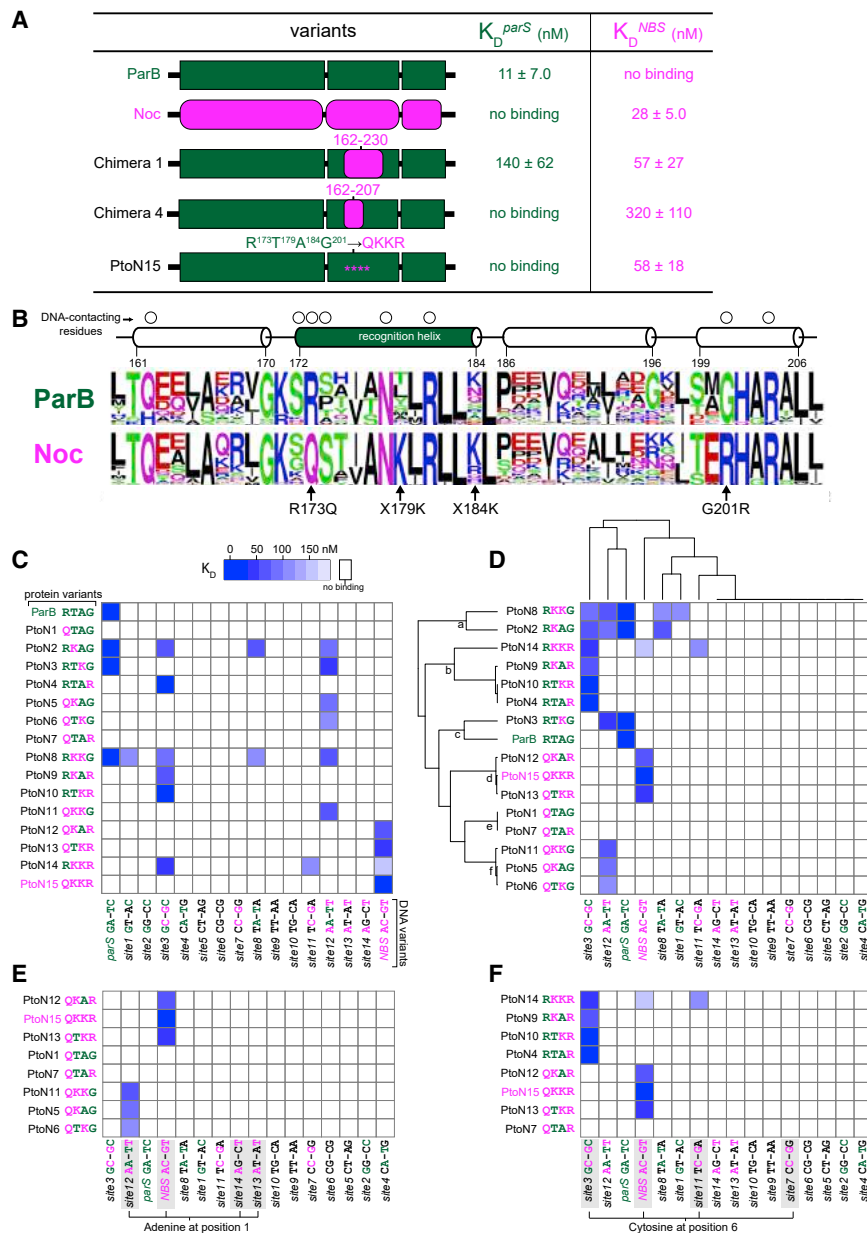 A
variants K_D^parS (nM) K_D^NBS (nM)
ParB 11 ± 7.0 no binding
Noc no binding 28 ± 5.0
162-230
Chimera 1 140 ± 62 57 ± 27
162-207
Chimera 4 no binding 320 ± 110
R¹⁷³T¹⁷⁹A¹⁸⁴G²⁰¹→QKKR
PtoN15 **** no binding 58 ± 18
B
DNA-contacting residues
recognition helix
161 170 172 184 186 196 199 206
ParB
Noc
R173Q X179K X184K G201R
C
K_D 0 50 100 150 nM
no binding
protein variants
ParB RTAG
PtoN1 QTAG
PtoN2 RKAG
PtoN3 RTKG
PtoN4 RTAR
PtoN5 QKAG
PtoN6 QTKG
PtoN7 QTAR
PtoN8 RKKG
PtoN9 RKAR
PtoN10 RTKR
PtoN11 QKKG
PtoN12 QKAR
PtoN13 QTKR
PtoN14 RKKR
PtoN15 QKKR
parS GA-TC
site1 GT-AC
site2 GG-CC
site3 GC-GC
site4 CA-TG
site5 CT-AG
site6 CG-CG
site7 CC-GG
site8 TA-TA
site9 TT-AA
site10 TG-CA
site11 TC-GA
site12 AA-TT
site13 AT-AT
site14 AG-CT
NBS AC-GT
DNA variants
D
a
b
c
d
e
f
PtoN8 RKKG
PtoN2 RKAG
PtoN14 RKKR
PtoN9 RKAR
PtoN10 RTKR
PtoN4 RTAR
PtoN3 RTKG
ParB RTAG
PtoN12 QKAR
PtoN15 QKKR
PtoN13 QTKR
PtoN1 QTAG
PtoN7 QTAR
PtoN11 QKKG
PtoN5 QKAG
PtoN6 QTKG
site3 GC-GC
site12 AA-TT
parS GA-TC
NBS AC-GT
site8 TA-TA
site1 GT-AC
site11 TC-GA
site14 AG-CT
site13 AT-AT
site10 TG-CA
site7 CC-GG
site9 TT-AA
site6 CG-CG
site5 CT-AG
site2 GG-CC
site4 CA-TG
E
PtoN12 QKAR
PtoN15 QKKR
PtoN13 QTKR
PtoN1 QTAG
PtoN7 QTAR
PtoN11 QKKG
PtoN5 QKAG
PtoN6 QTKG
site3 GC-GC
site12 AA-TT
parS GA-TC
NBS AC-GT
site8 TA-TA
site1 GT-AC
site11 TC-GA
site14 AG-CT
site13 AT-AT
site10 TG-CA
site9 TT-AA
site7 CC-GG
site6 CG-CG
site5 CT-AG
site2 GG-CC
site4 CA-TG
Adenine at position 1
F
PtoN14 RKKR
PtoN9 RKAR
PtoN10 RTKR
PtoN4 RTAR
PtoN12 QKAR
PtoN15 QKKR
PtoN13 QTKR
PtoN7 QTAR
site3 GC-GC
site12 AA-TT
parS GA-TC
NBS AC-GT
site8 TA-TA
site1 GT-AC
site11 TC-GA
site14 AG-CT
site13 AT-AT
site10 TG-CA
site7 CC-GG
site9 TT-AA
site6 CG-CG
site5 CT-AG
site2 GG-CC
site4 CA-TG
Cytosine at position 6